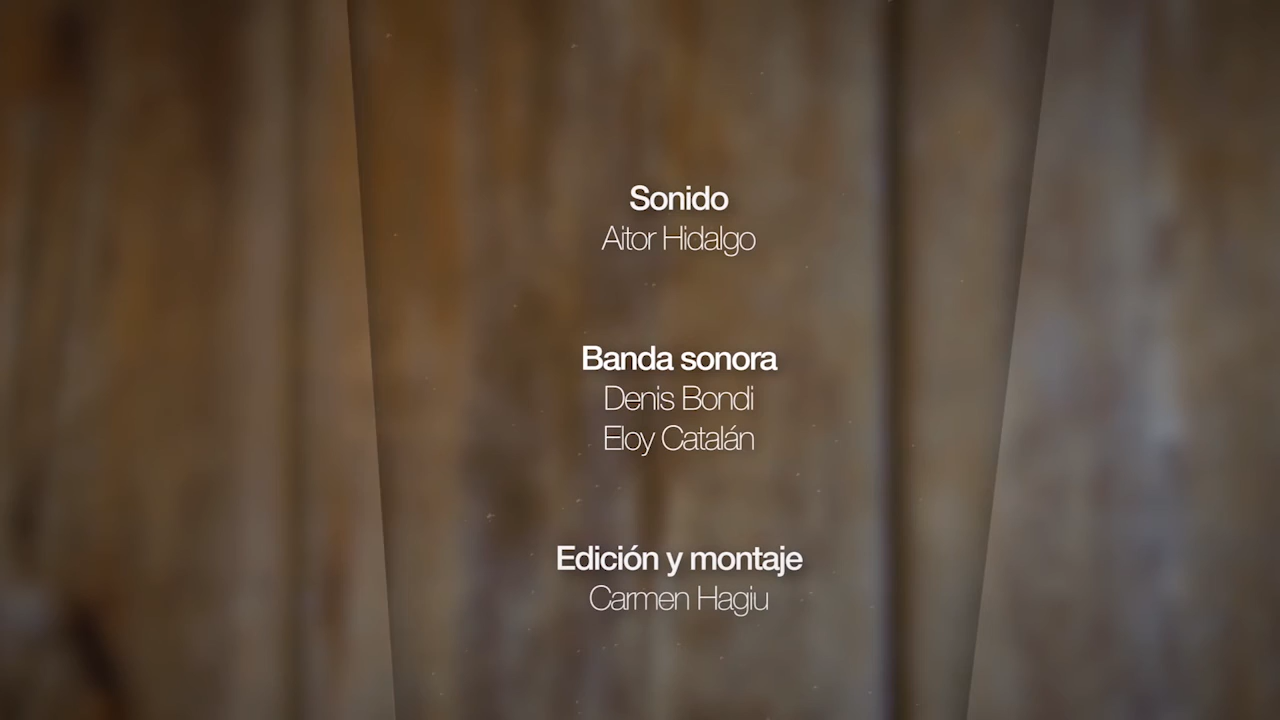 Sonido
Aitor Hidalgo
Banda sonora
Denis Bondi
Eloy Catalán
Edición y montaje
Carmen Hagiu